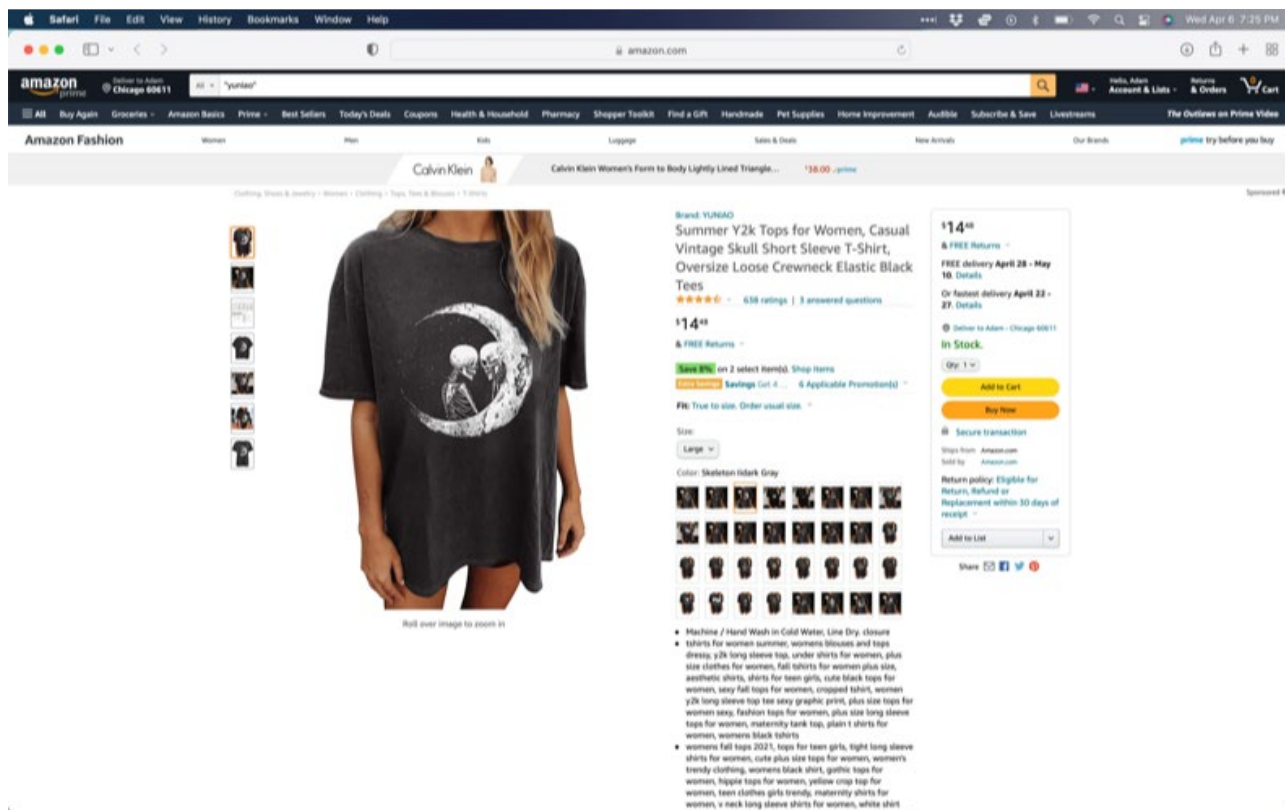 Safari File Edit View History Bookmarks Window Help
Wed Apr 6 7:25 PM
amazon.com
amazon
prime
Deliver to Adam
Chicago 60611
All
"yuniao"
Hello, Adam
Account & Lists
Returns
& Orders
0
Cart
All Buy Again Groceries Amazon Basics Prime Best Sellers Today's Deals Coupons Health & Household Pharmacy Shopper Toolkit Find a Gift Handmade Pet Supplies Home Improvement Audible Subscribe & Save Livestreams The Outlaws on Prime Video
Amazon Fashion Women Men Kids Luggage Sales & Deals New Arrivals Our Brands prime try before you buy
Calvin Klein
Calvin Klein Women's Form to Body Lightly Lined Triangle... $38.00 prime
Sponsored
Clothing, Shoes & Jewelry › Women › Clothing › Tops, Tees & Blouses › T-Shirts
Roll over image to zoom in
Brand: YUNIAO
Summer Y2k Tops for Women, Casual
Vintage Skull Short Sleeve T-Shirt,
Oversize Loose Crewneck Elastic Black
Tees
638 ratings | 3 answered questions
$14.48
& FREE Returns
Save 8% on 2 select item(s). Shop items
Extra Savings Savings Get 4 ... 6 Applicable Promotion(s)
Fit: True to size. Order usual size.
Size:
Large
Color: Skeleton Iidark Gray
• Machine / Hand Wash in Cold Water, Line Dry. closure
• tshirts for women summer, womens blouses and tops
dressy, y2k long sleeve top, under shirts for women, plus
size clothes for women, fall tshirts for women plus size,
aesthetic shirts, shirts for teen girls, cute black tops for
women, sexy fall tops for women, cropped tshirt, women
y2k long sleeve top tee sexy graphic print, plus size tops for
women sexy, fashion tops for women, plus size long sleeve
tops for women, maternity tank top, plain t shirts for
women, womens black tshirts
• womens fall tops 2021, tops for teen girls, tight long sleeve
shirts for women, cute plus size tops for women, women's
trendy clothing, womens black shirt, gothic tops for
women, hippie tops for women, yellow crop top for
women, teen clothes girls trendy, maternity shirts for
women, v neck long sleeve shirts for women, white shirt
$14.48
& FREE Returns
FREE delivery April 28 - May
10. Details
Or fastest delivery April 22 -
27. Details
Deliver to Adam - Chicago 60611
In Stock.
Qty: 1
Add to Cart
Buy Now
Secure transaction
Ships from Amazon.com
Sold by Amazon.com
Return policy: Eligible for
Return, Refund or
Replacement within 30 days of
receipt
Add to List
Share